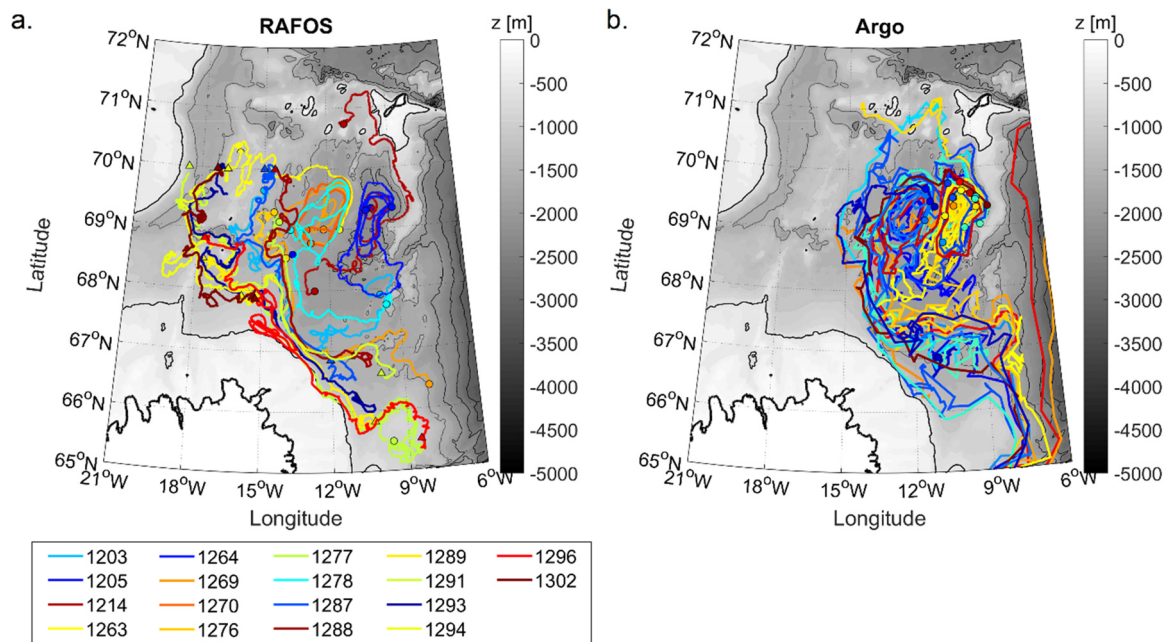 a.
RAFOS
z [m]
72°N
71°N
70°N
69°N
68°N
67°N
66°N
65°N
Latitude
21°W 18°W 15°W 12°W 9°W 6°W
Longitude
0
-500
-1000
-1500
-2000
-2500
-3000
-3500
-4000
-4500
-5000
b.
Argo
z [m]
72°N
71°N
70°N
69°N
68°N
67°N
66°N
65°N
Latitude
21°W 18°W 15°W 12°W 9°W 6°W
Longitude
0
-500
-1000
-1500
-2000
-2500
-3000
-3500
-4000
-4500
-5000
1203 1264 1277 1289 1296
1205 1269 1278 1291 1302
1214 1270 1287 1293
1263 1276 1288 1294